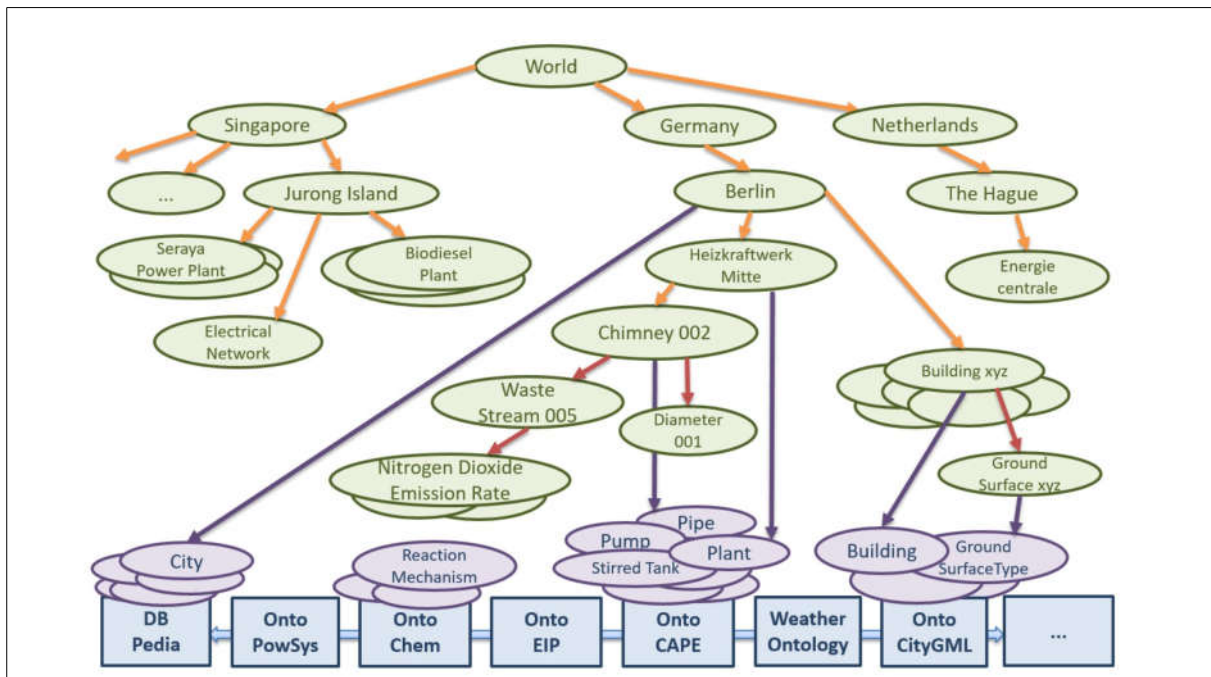 World
Singapore
Germany
Netherlands
...
Jurong Island
Berlin
The Hague
Seraya
Power Plant
Biodiesel
Plant
Heizkraftwerk
Mitte
Energie
centrale
Electrical
Network
Chimney 002
Building xyz
Waste
Stream 005
Diameter
001
Nitrogen Dioxide
Emission Rate
Ground
Surface xyz
City
Reaction
Mechanism
Pipe
Pump
Plant
Stirred Tank
Building
Ground
SurfaceType
DB
Pedia
Onto
PowSys
Onto
Chem
Onto
EIP
Onto
CAPE
Weather
Ontology
Onto
CityGML
...